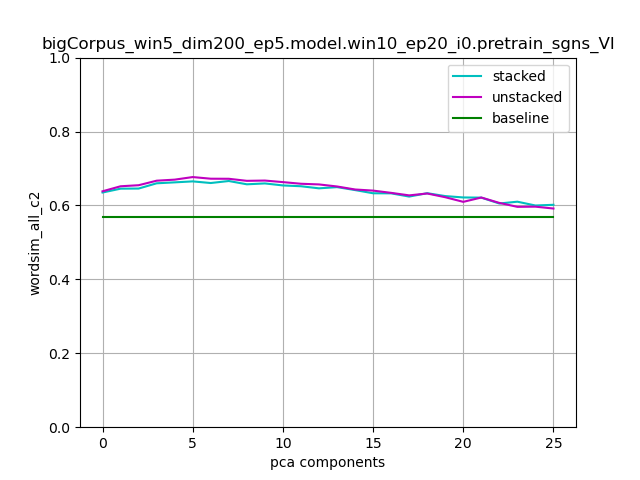 bigCorpus_win5_dim200_ep5.model.win10_ep20_i0.pretrain_sgns_VI
stacked
unstacked
baseline
1.0
0.8
0.6
0.4
0.2
0.0
wordsim_all_c2
0 5 10 15 20 25
pca components